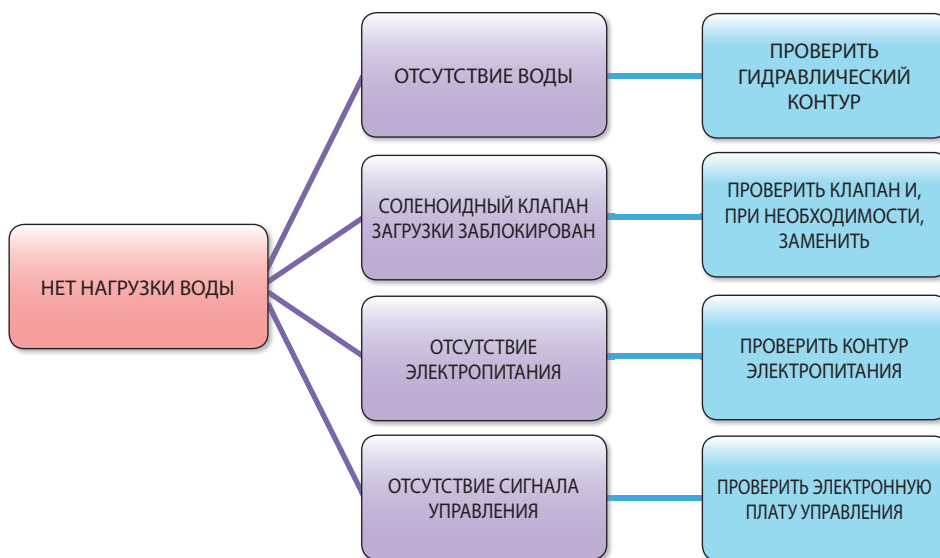 НЕТ НАГРУЗКИ ВОДЫ
ОТСУТСТВИЕ ВОДЫ
ПРОВЕРИТЬ
ГИДРАВЛИЧЕСКИЙ
КОНТУР
СОЛЕНОИДНЫЙ КЛАПАН
ЗАГРУЗКИ ЗАБЛОКИРОВАН
ПРОВЕРИТЬ КЛАПАН И,
ПРИ НЕОБХОДИМОСТИ,
ЗАМЕНИТЬ
ОТСУТСТВИЕ
ЭЛЕКТРОПИТАНИЯ
ПРОВЕРИТЬ КОНТУР
ЭЛЕКТРОПИТАНИЯ
ОТСУТСТВИЕ СИГНАЛА
УПРАВЛЕНИЯ
ПРОВЕРИТЬ ЭЛЕКТРОННУЮ
ПЛАТУ УПРАВЛЕНИЯ